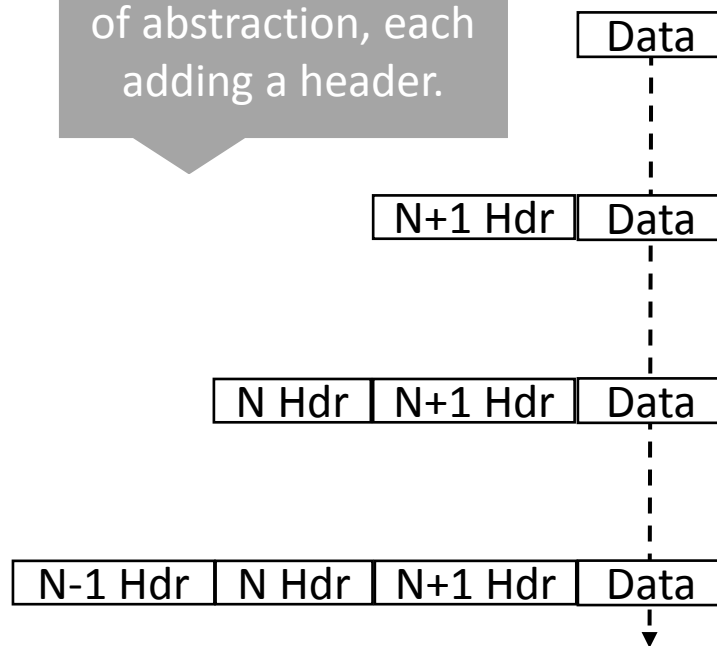 of abstraction, each
adding a header.
Data
N+1 Hdr Data
N Hdr N+1 Hdr Data
N-1 Hdr N Hdr N+1 Hdr Data